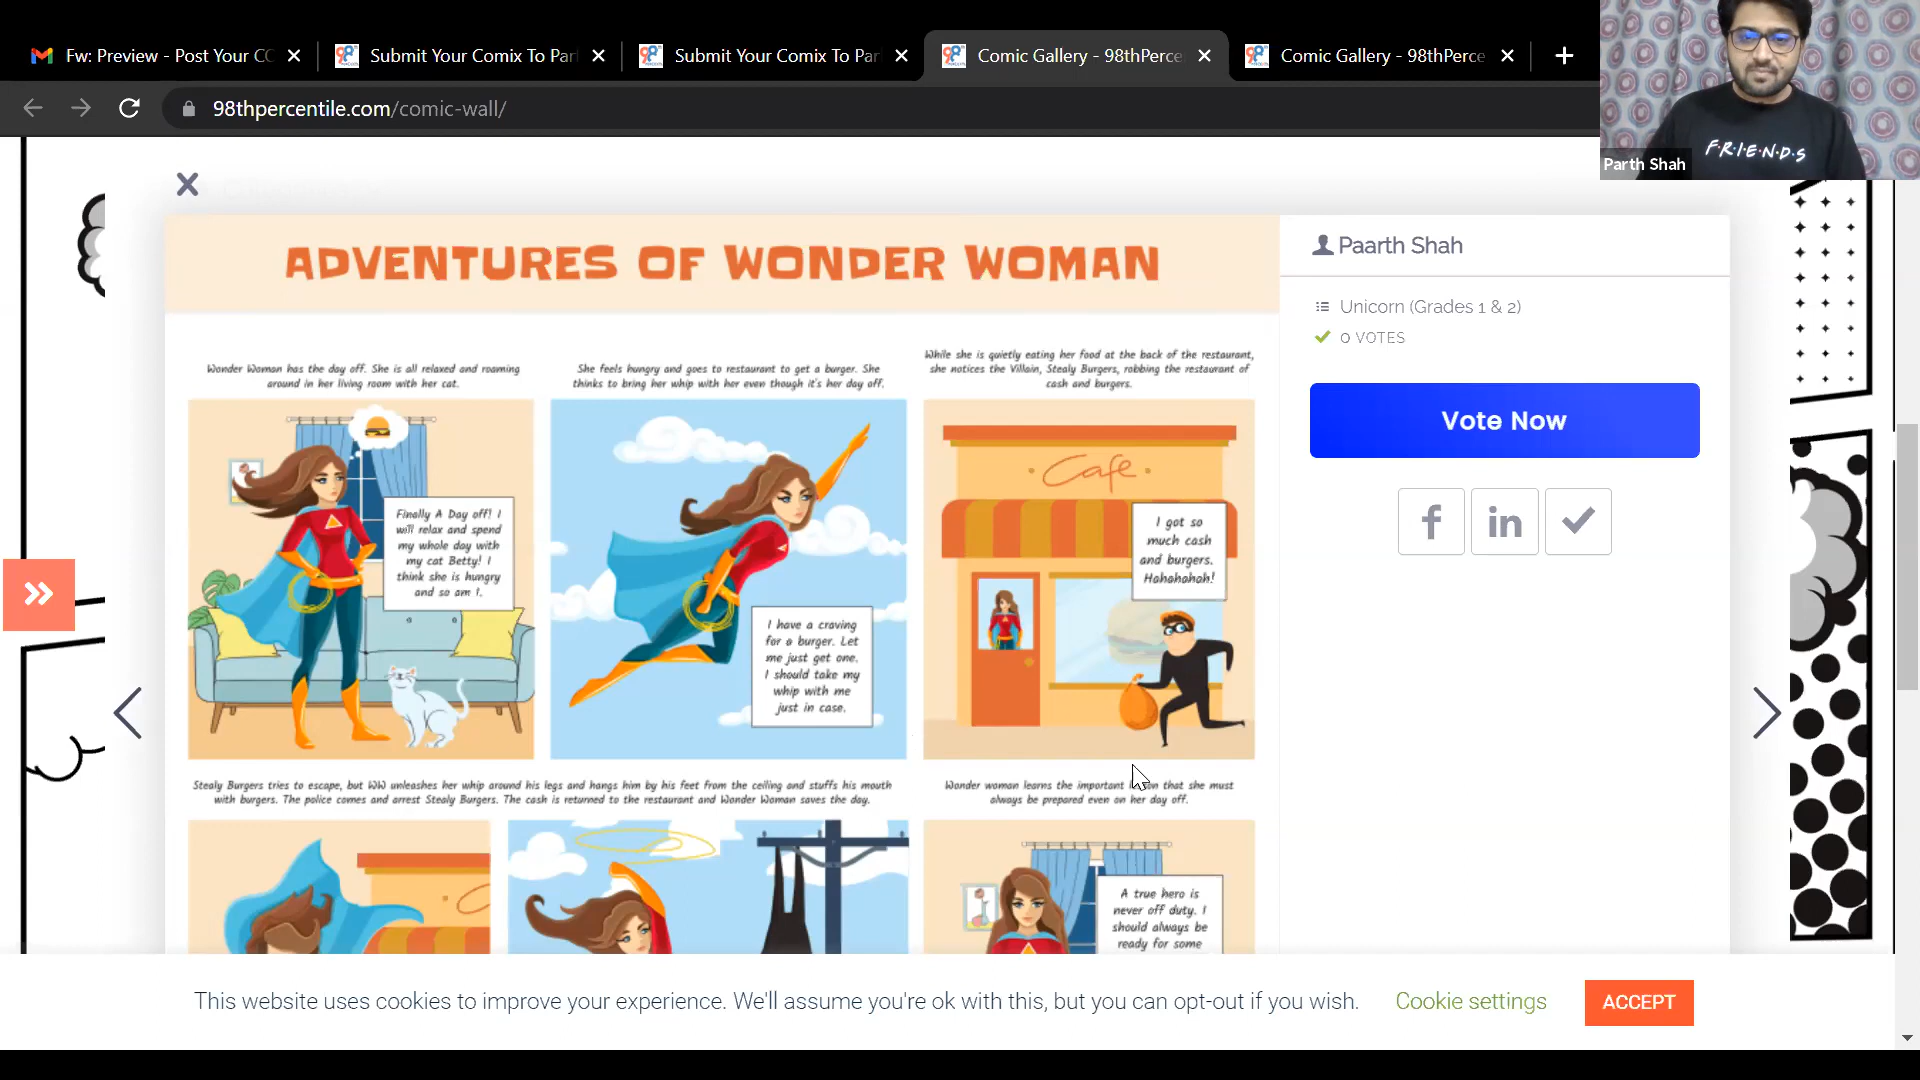 Fw: Preview - Post Your CC
Submit Your Comix To Par
Submit Your Comix To Par
Comic Gallery - 98thPerce
Comic Gallery - 98thPerce
98thpercentile.com/comic-wall/
F·R·I·E·N·D·S
Parth Shah
ADVENTURES OF WONDER WOMAN
Paarth Shah
Unicorn (Grades 1 & 2)
0 VOTES
Vote Now
Wonder Woman has the day off. She is all relaxed and roaming
around in her living room with her cat.
She feels hungry and goes to restaurant to get a burger. She
thinks to bring her whip with her even though it's her day off.
While she is quietly eating her food at the back of the restaurant,
she notices the Villain, Stealy Burgers, robbing the restaurant of
cash and burgers.
Finally A Day off! I
will relax and spend
my whole day with
my cat Betty! I
think she is hungry
and so am I.
I have a craving
for a burger. Let
me just get one.
I should take my
whip with me
just in case.
Cafe
I got so
much cash
and burgers.
Hahahahah!
Stealy Burgers tries to escape, but WW unleashes her whip around his legs and hangs him by his feet from the ceiling and stuffs his mouth
with burgers. The police comes and arrest Stealy Burgers. The cash is returned to the restaurant and Wonder Woman saves the day.
Wonder woman learns the important that she must
always be prepared even on her day off.
A true hero is
never off duty. I
should always be
ready for some
This website uses cookies to improve your experience. We'll assume you're ok with this, but you can opt-out if you wish.
Cookie settings
ACCEPT